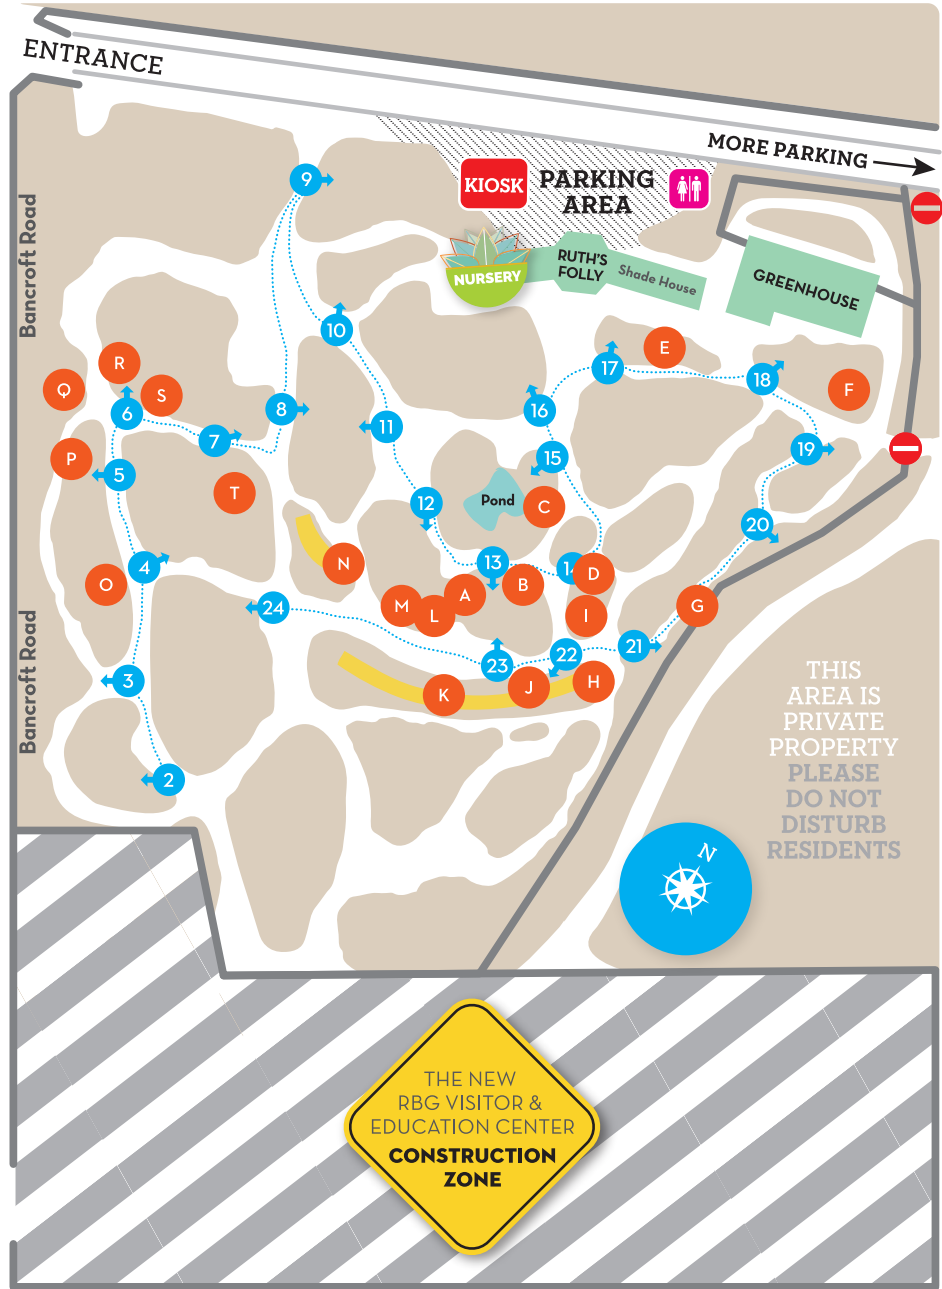 ENTRANCE
MORE PARKING
9
KIOSK
PARKING
AREA
Bancroft Road
NURSERY
RUTH'S
FOLLY
Shade House
GREENHOUSE
10
R
Q
S
6
7
8
11
17
E
18
F
16
P
5
T
12
15
Pond
C
19
20
4
O
N
13
14
D
B
A
M
L
I
G
24
23
22
21
3
K
J
H
Bancroft Road
2
THIS
AREA IS
PRIVATE
PROPERTY
PLEASE
DO NOT
DISTURB
RESIDENTS
N
THE NEW
RBG VISITOR &
EDUCATION CENTER
CONSTRUCTION
ZONE